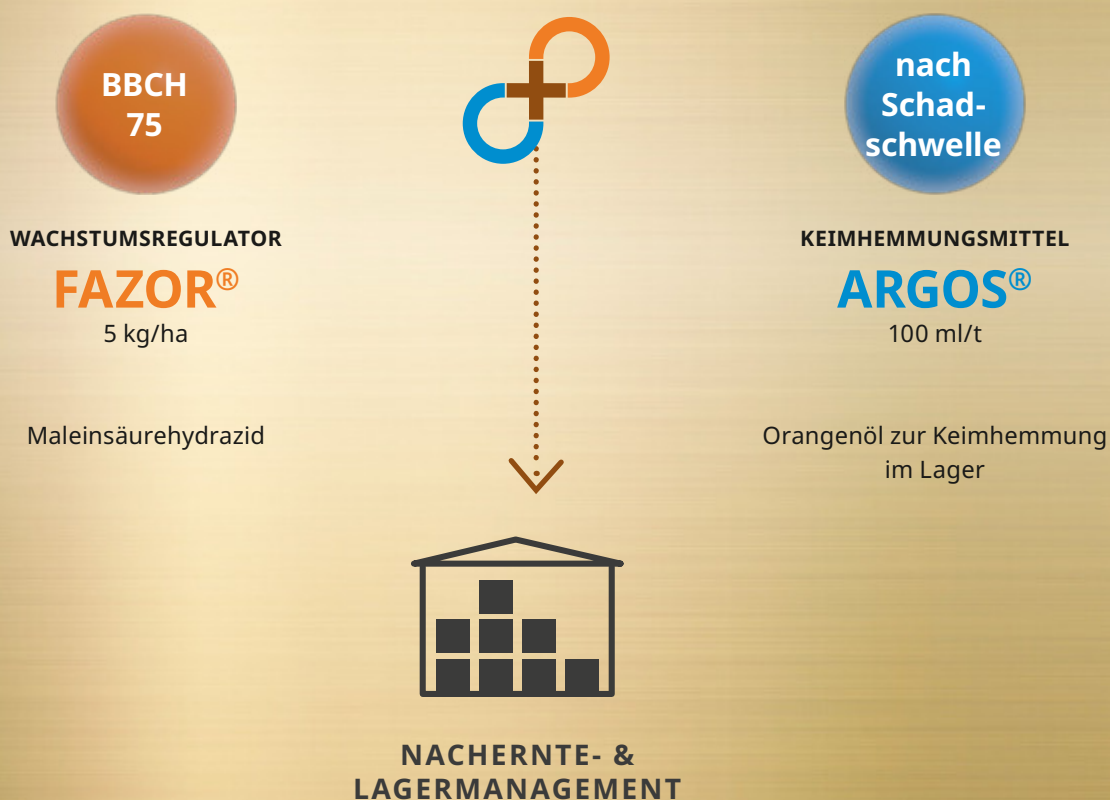 BBCH
75
WACHSTUMSREGULATOR
FAZOR®
5 kg/ha
Maleinsäurehydrazid
nach
Schad-
schwelle
KEIMHEMMUNGSMITTEL
ARGOS®
100 ml/t
Orangenöl zur Keimhemmung
im Lager
NACHERNTE- &
LAGERMANAGEMENT